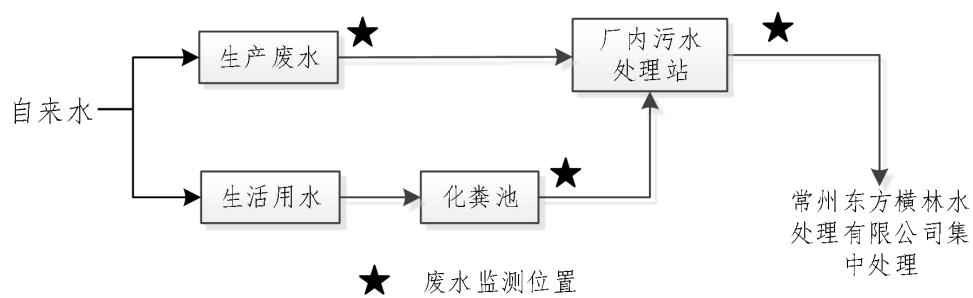 生产废水
厂内污水
处理站
自来水
生活用水
化粪池
常州东方横林水
处理有限公司集
中处理
废水监测位置